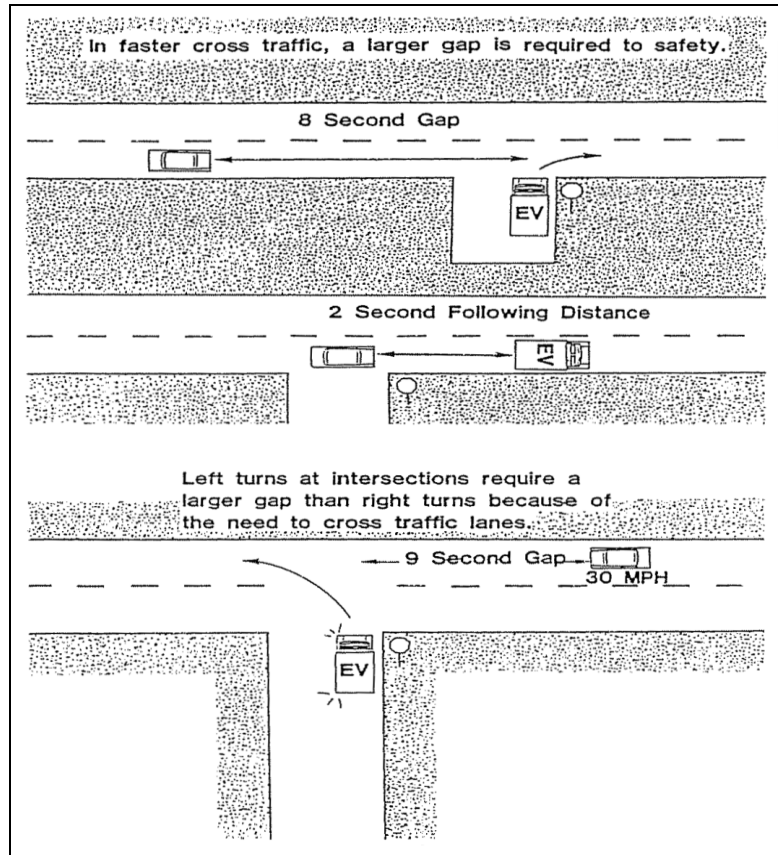 In faster cross traffic, a larger gap is required to safety.
8 Second Gap
EV
2 Second Following Distance
EV
Left turns at intersections require a
larger gap than right turns because of
the need to cross traffic lanes.
9 Second Gap
30 MPH
EV